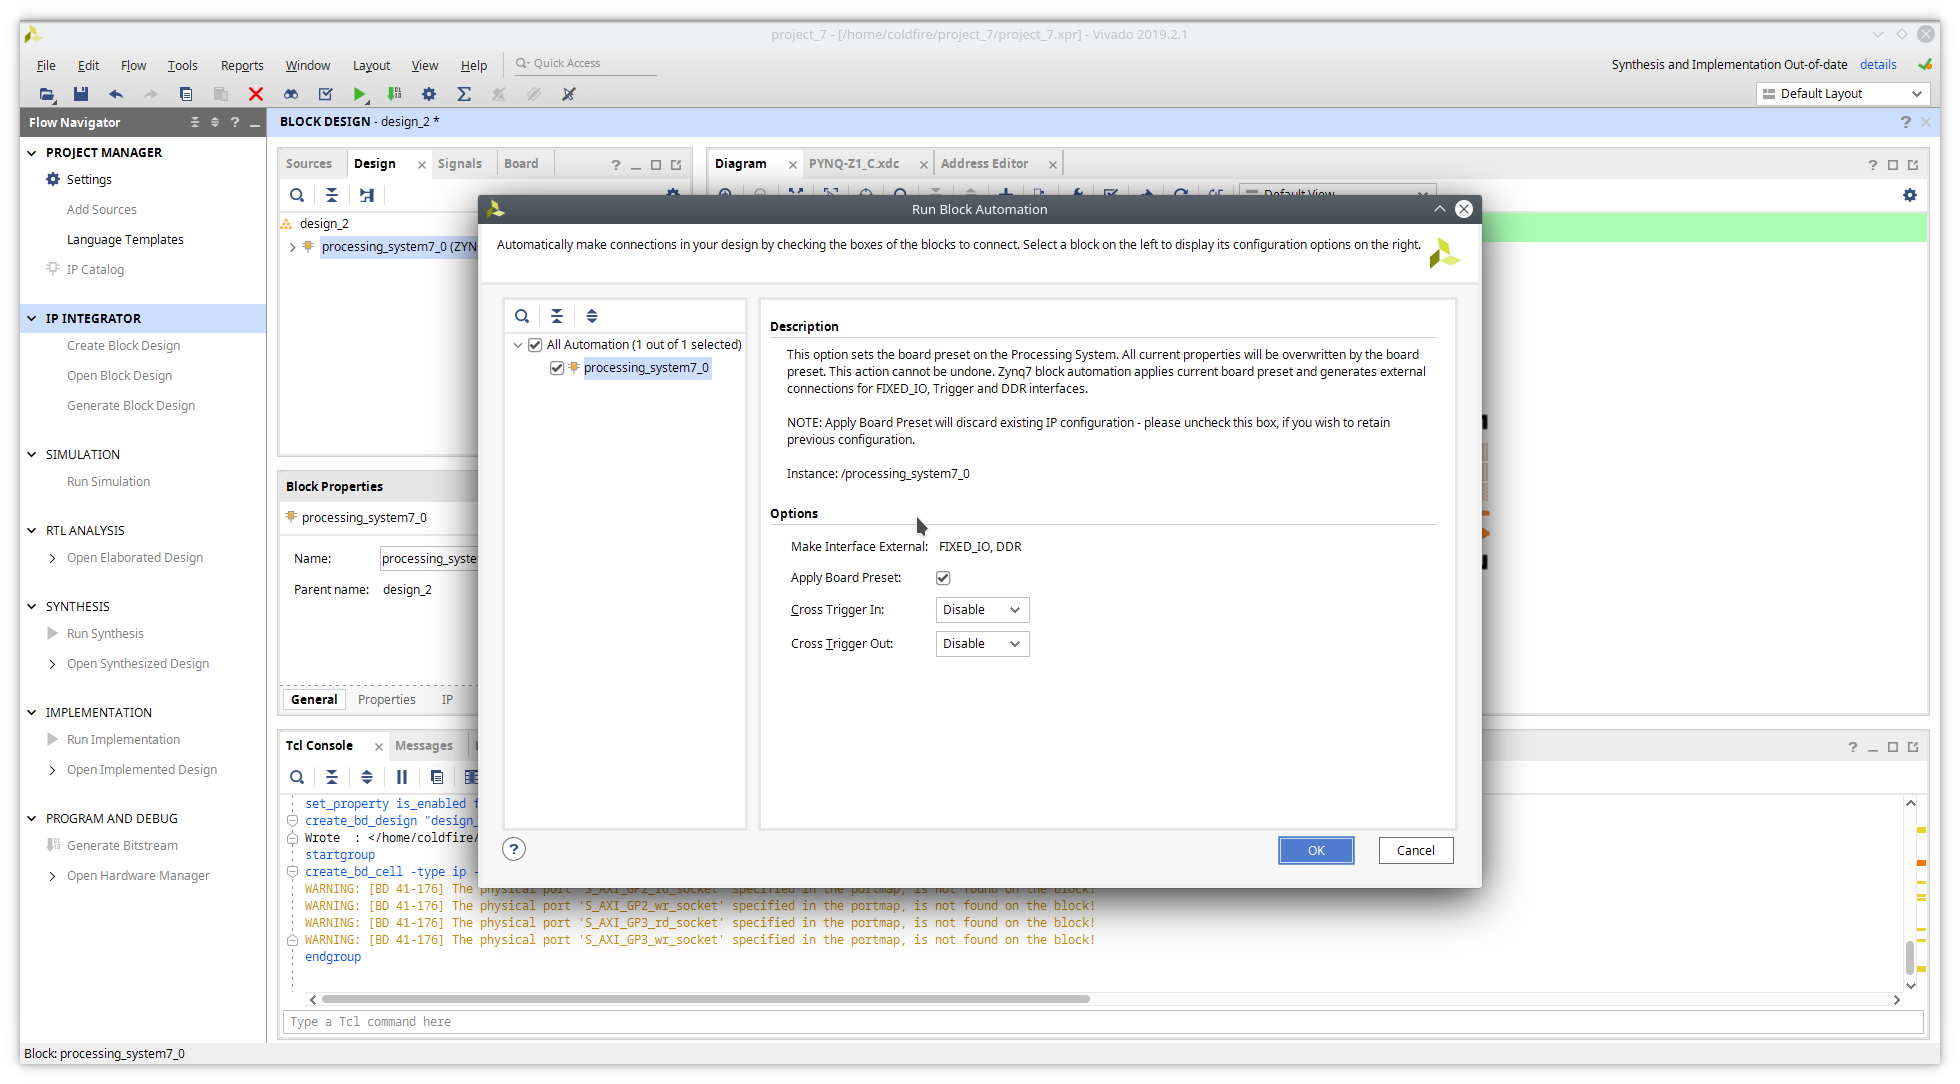 project_7 - [/home/coldfire/project_7/project_7.xpr] - Vivado 2019.2.1
File Edit Flow Tools Reports Window Layout View Help Quick Access
Synthesis and Implementation Out-of-date details
Default Layout
Flow Navigator
PROJECT MANAGER
Settings
Add Sources
Language Templates
IP Catalog
IP INTEGRATOR
Create Block Design
Open Block Design
Generate Block Design
SIMULATION
Run Simulation
RTL ANALYSIS
Open Elaborated Design
SYNTHESIS
Run Synthesis
Open Synthesized Design
IMPLEMENTATION
Run Implementation
Open Implemented Design
PROGRAM AND DEBUG
Generate Bitstream
Open Hardware Manager
BLOCK DESIGN - design_2 *
Sources Design Signals Board
design_2
processing_system7_0 (ZYN
Block Properties
processing_system7_0
Name: processing_syste
Parent name: design_2
General Properties IP
Diagram PYNQ-Z1_C.xdc Address Editor
Default View
Run Block Automation
Automatically make connections in your design by checking the boxes of the blocks to connect. Select a block on the left to display its configuration options on the right.
All Automation (1 out of 1 selected)
processing_system7_0
Description
This option sets the board preset on the Processing System. All current properties will be overwritten by the board
preset. This action cannot be undone. Zynq7 block automation applies current board preset and generates external
connections for FIXED_IO, Trigger and DDR interfaces.
NOTE: Apply Board Preset will discard existing IP configuration - please uncheck this box, if you wish to retain
previous configuration.
Instance: /processing_system7_0
Options
Make Interface External: FIXED_IO, DDR
Apply Board Preset:
Cross Trigger In: Disable
Cross Trigger Out: Disable
OK Cancel
Tcl Console Messages
set_property is_enabled
create_bd_design "design_
Wrote : </home/coldfire/
startgroup
create_bd_cell -type ip -
WARNING: [BD 41-176] The physical port 'S_AXI_GP2_rd_socket' specified in the portmap, is not found on the block!
WARNING: [BD 41-176] The physical port 'S_AXI_GP2_wr_socket' specified in the portmap, is not found on the block!
WARNING: [BD 41-176] The physical port 'S_AXI_GP3_rd_socket' specified in the portmap, is not found on the block!
WARNING: [BD 41-176] The physical port 'S_AXI_GP3_wr_socket' specified in the portmap, is not found on the block!
endgroup
Type a Tcl command here
Block: processing_system7_0